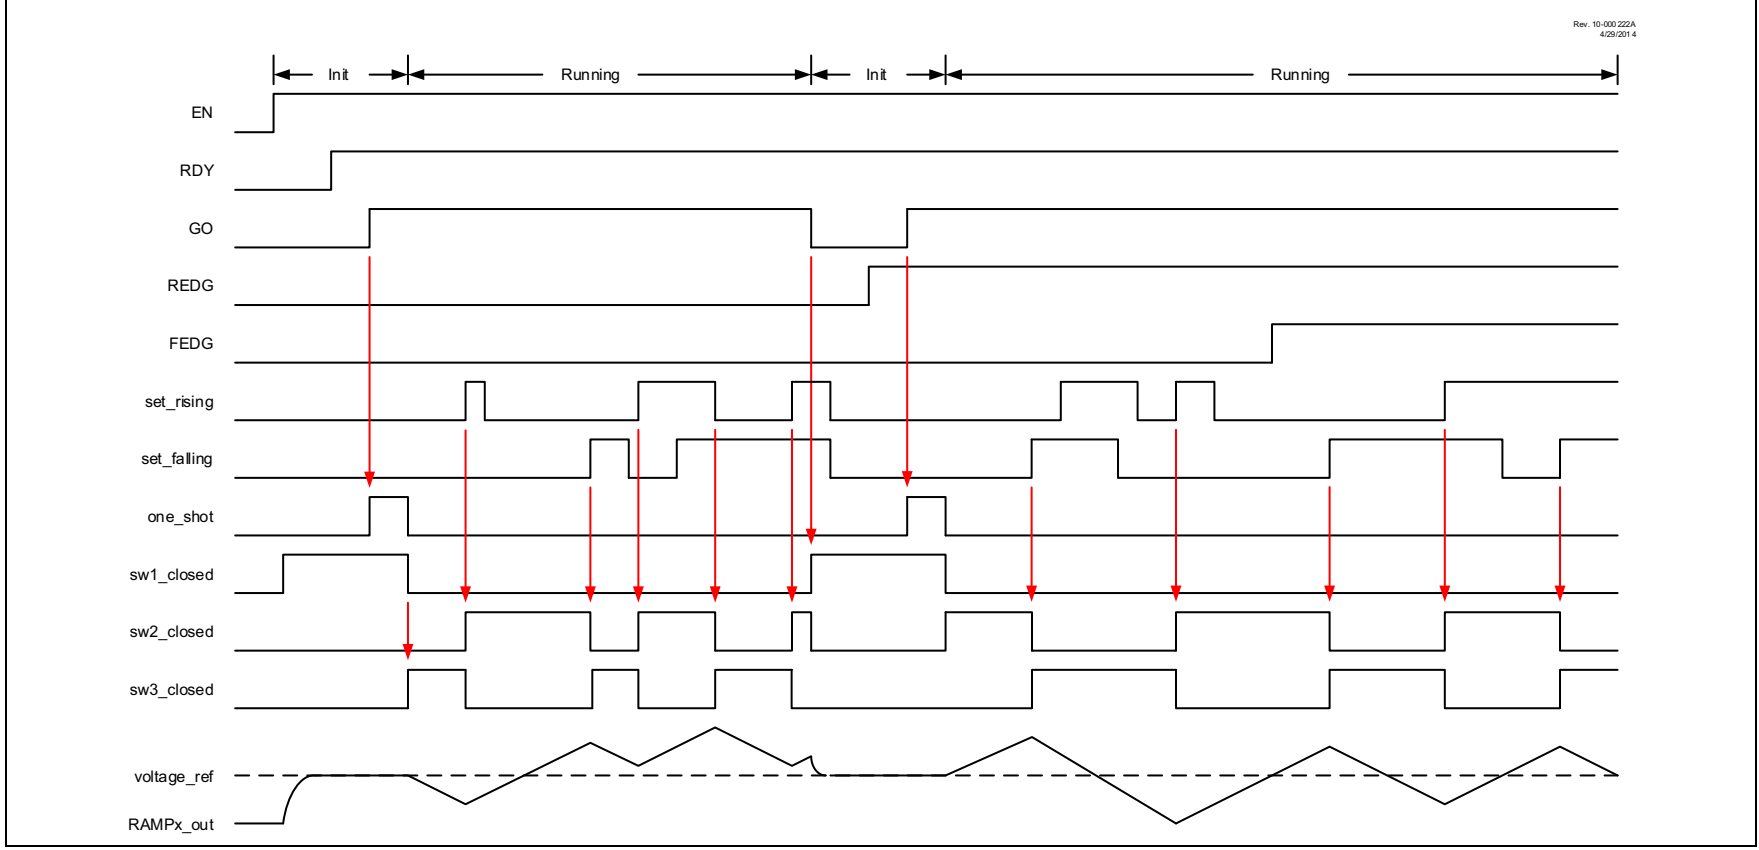 Rev. 10-000222A
4/29/2014
Init Running Init Running
EN
RDY
GO
REDG
FEDG
set_rising
set_falling
one_shot
sw1_closed
sw2_closed
sw3_closed
voltage_ref
RAMPx_out